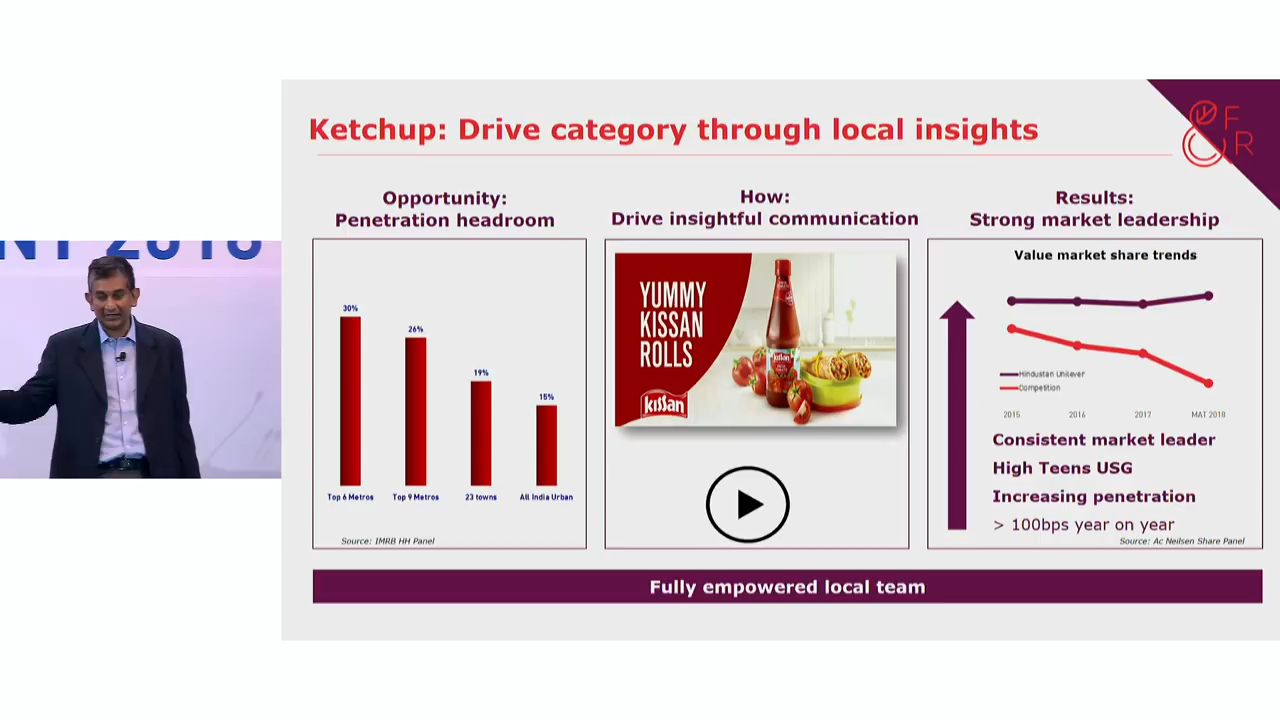 NT 2018
Ketchup: Drive category through local insights
F
R
Opportunity:
Penetration headroom
30%
26%
19%
15%
Top 6 Metros
Top 9 Metros
23 towns
All India Urban
Source: IMRB HH Panel
How:
Drive insightful communication
YUMMY
KISSAN
ROLLS
kissan
kissan
Results:
Strong market leadership
Value market share trends
Hindustan Unilever
Competition
2015
2016
2017
MAT 2018
Consistent market leader
High Teens USG
Increasing penetration
> 100bps year on year
Source: Ac Neilsen Share Panel
Fully empowered local team